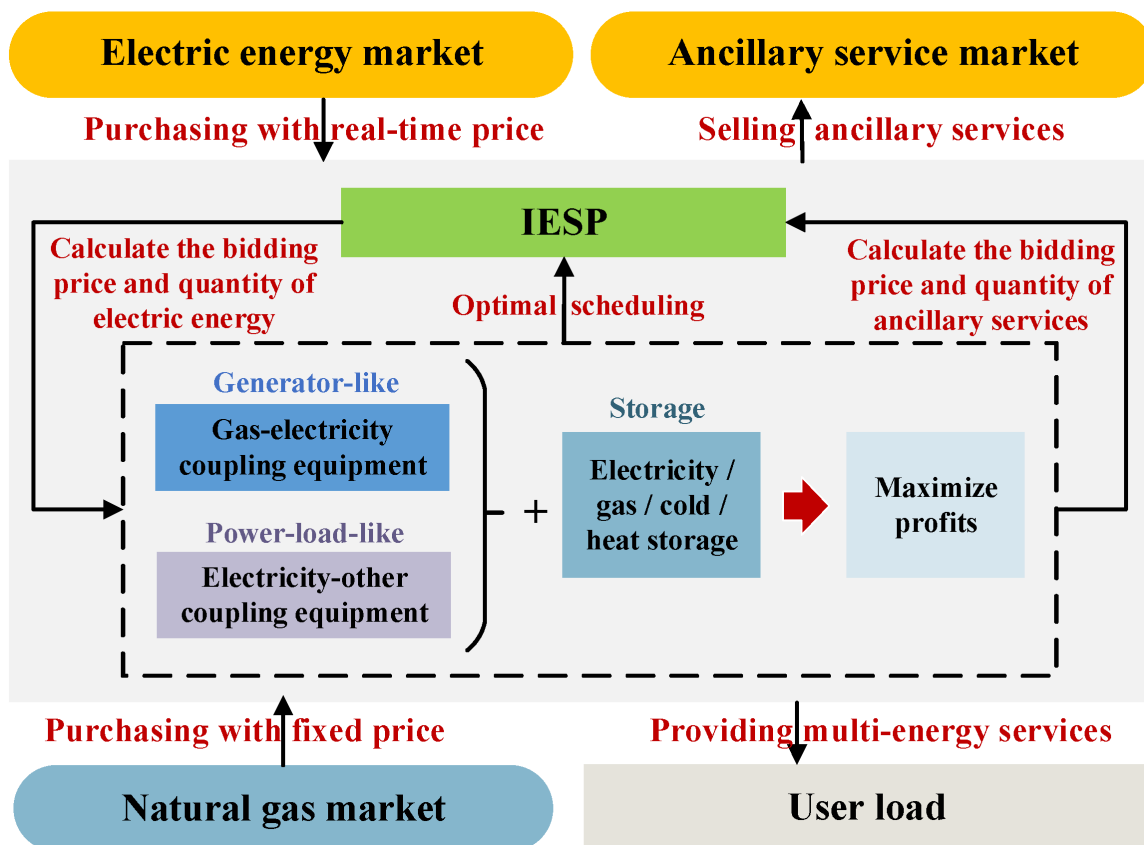 Electric energy market
Ancillary service market
Purchasing with real-time price
Selling ancillary services
IESP
Calculate the bidding
price and quantity of
electric energy
Optimal scheduling
Calculate the bidding
price and quantity of
ancillary services
Generator-like
Gas-electricity
coupling equipment
Power-load-like
Electricity-other
coupling equipment
+
Storage
Electricity /
gas / cold /
heat storage
Maximize
profits
Purchasing with fixed price
Providing multi-energy services
Natural gas market
User load